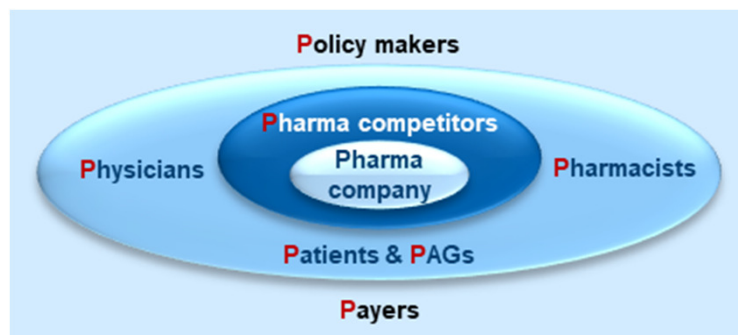 Policy makers
Pharma competitors
Pharma
company
Physicians
Pharmacists
Patients & PAGs
Payers